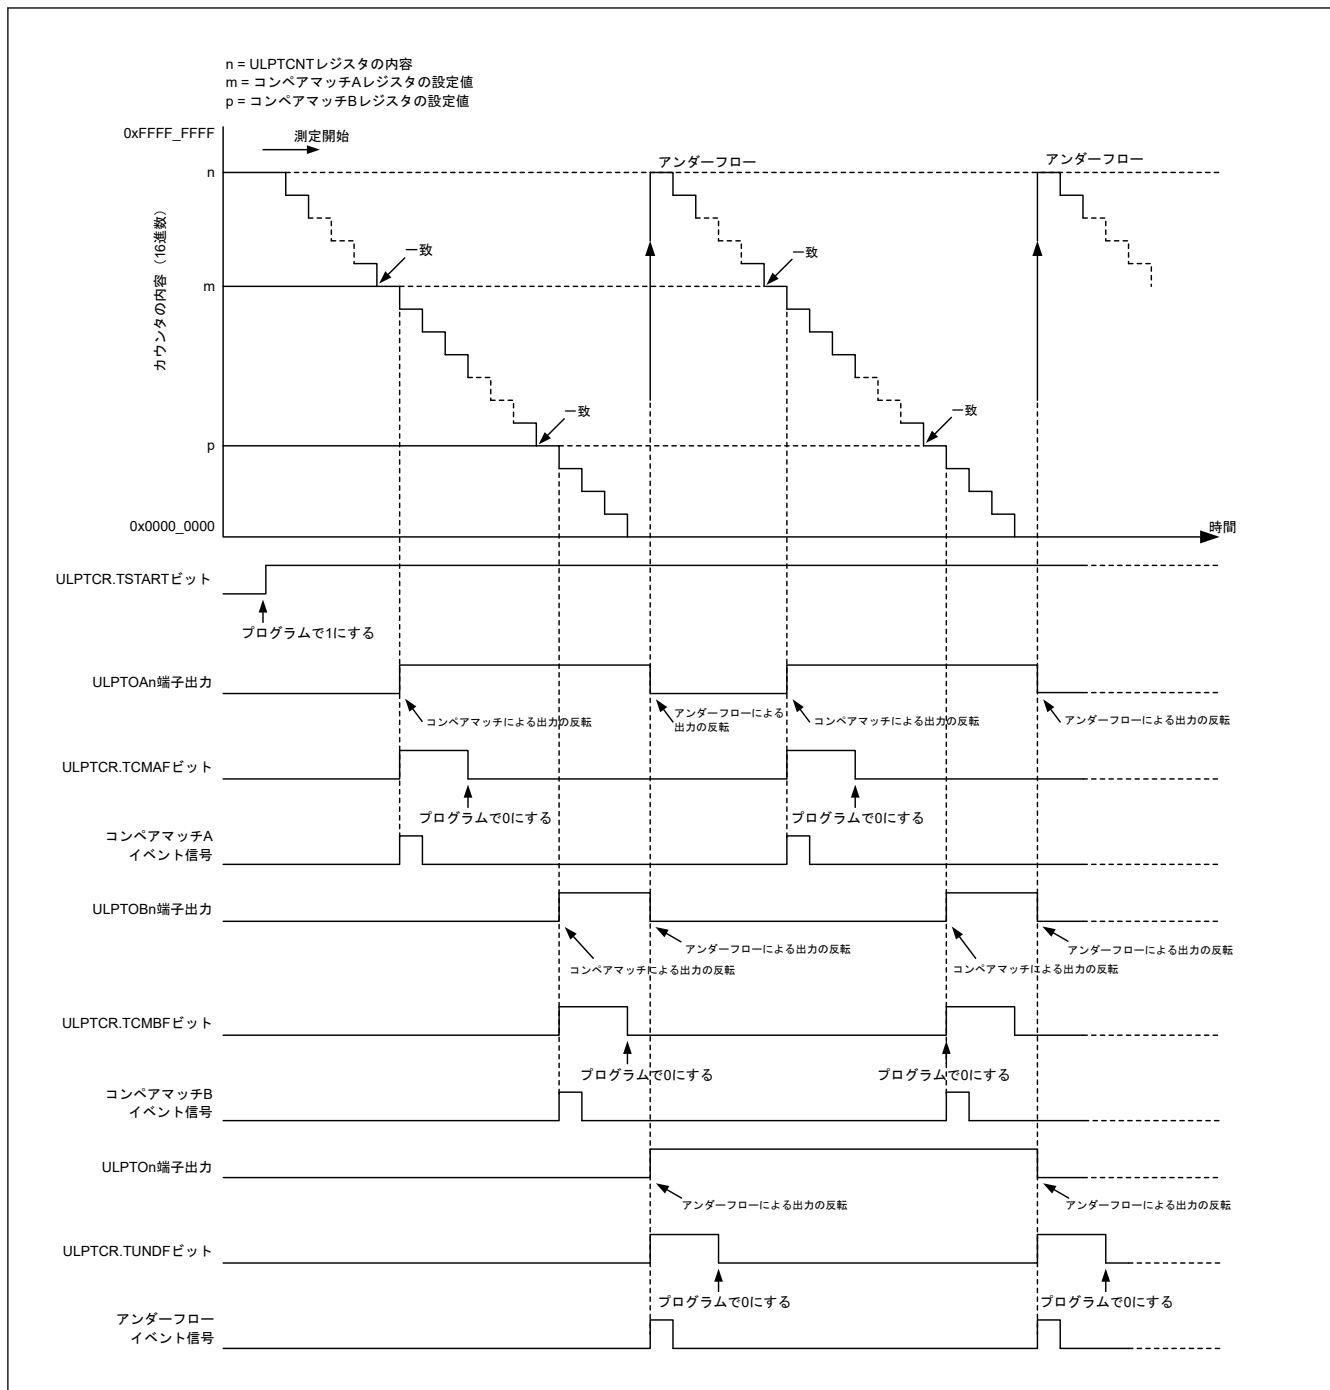 n = ULPTCNTレジスタの内容
m = コンペアマッチAレジスタの設定値
p = コンペアマッチBレジスタの設定値
0xFFFF_FFFF
測定開始
アンダーフロー
アンダーフロー
n
カウンタの内容（16進数）
一致
一致
m
一致
一致
p
0x0000_0000
時間
ULPTCR.TSTARTビット
プログラムで1にする
ULPTOAn端子出力
コンペアマッチによる出力の反転
アンダーフローによる
出力の反転
コンペアマッチによる出力の反転
アンダーフローによる出力の反転
ULPTCR.TCMAFビット
プログラムで0にする
プログラムで0にする
コンペアマッチA
イベント信号
ULPTOBn端子出力
アンダーフローによる出力の反転
アンダーフローによる出力の反転
コンペアマッチによる出力の反転
コンペアマッチによる出力の反転
ULPTCR.TCMBFビット
プログラムで0にする
プログラムで0にする
コンペアマッチB
イベント信号
ULPTOn端子出力
アンダーフローによる出力の反転
アンダーフローによる出力の反転
ULPTCR.TUNDFビット
プログラムで0にする
プログラムで0にする
アンダーフロー
イベント信号